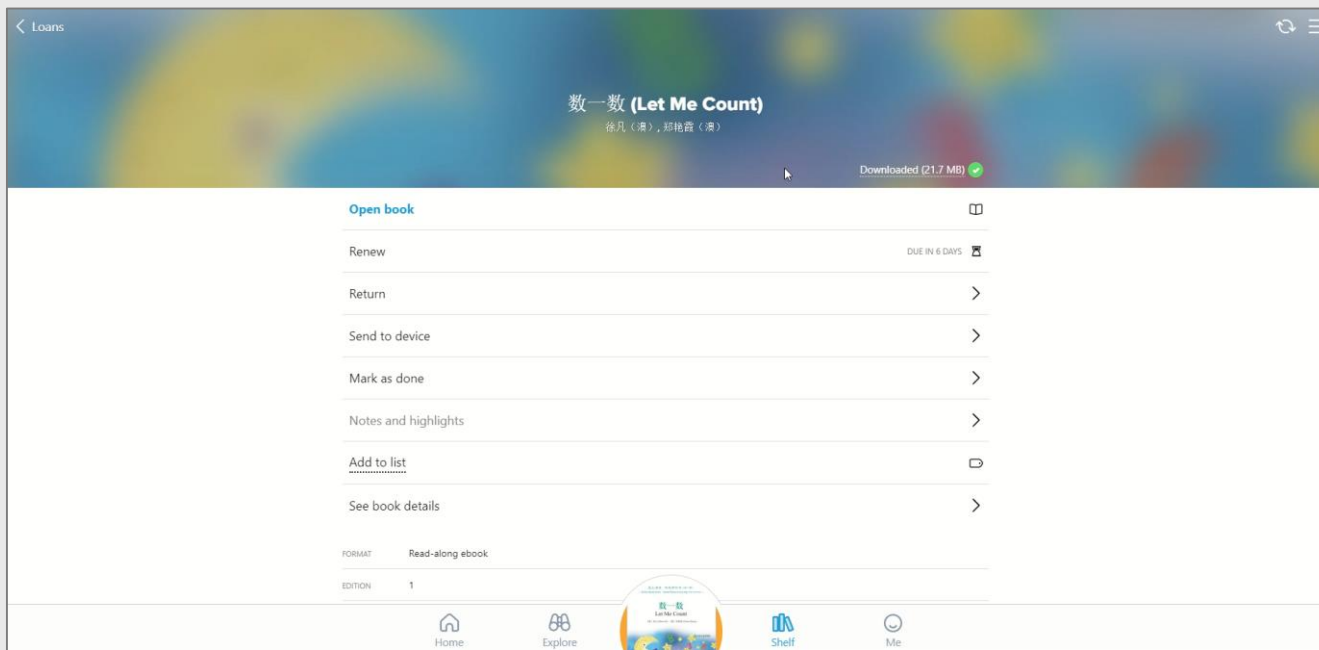 Loans
数一数 (Let Me Count)
徐凡（澳）, 郑艳霞（澳）
Downloaded (21.7 MB)
Open book
Renew DUE IN 6 DAYS
Return
Send to device
Mark as done
Notes and highlights
Add to list
See book details
FORMAT Read-along ebook
EDITION 1
数一数
Let Me Count
Home Explore Shelf Me